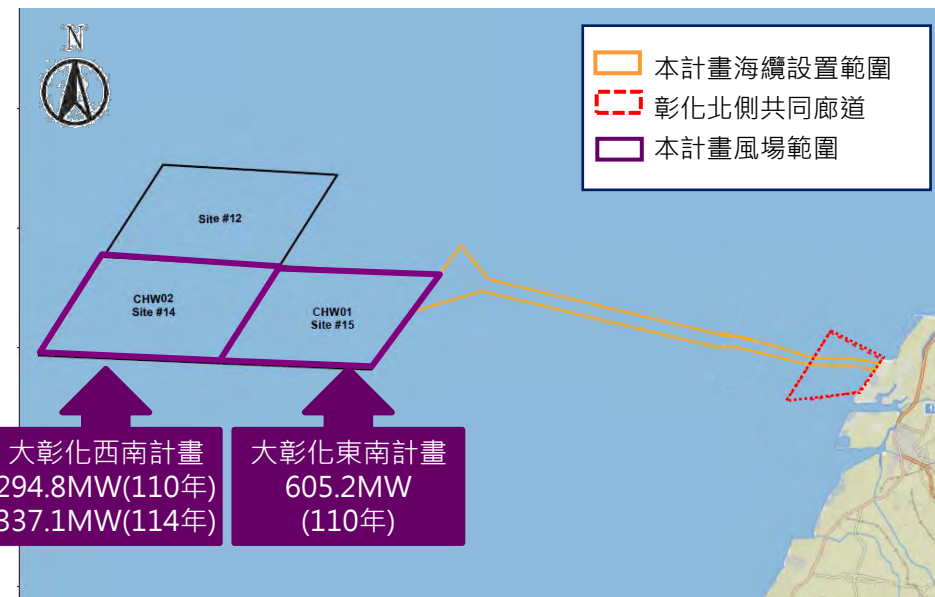 N
本計畫海纜設置範圍
彰化北側共同廊道
本計畫風場範圍
Site #12
CHW02
Site #14
CHW01
Site #15
大彰化西南計畫
294.8MW(110年)
337.1MW(114年)
大彰化東南計畫
605.2MW
(110年)
1